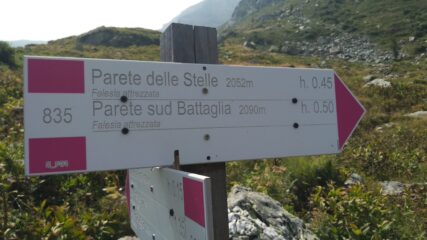 Parete delle Stelle 2052m h. 0.45
Falesia attrezzata
835
Parete sud Battaglia 2090m h. 0.50
Falesia attrezzata